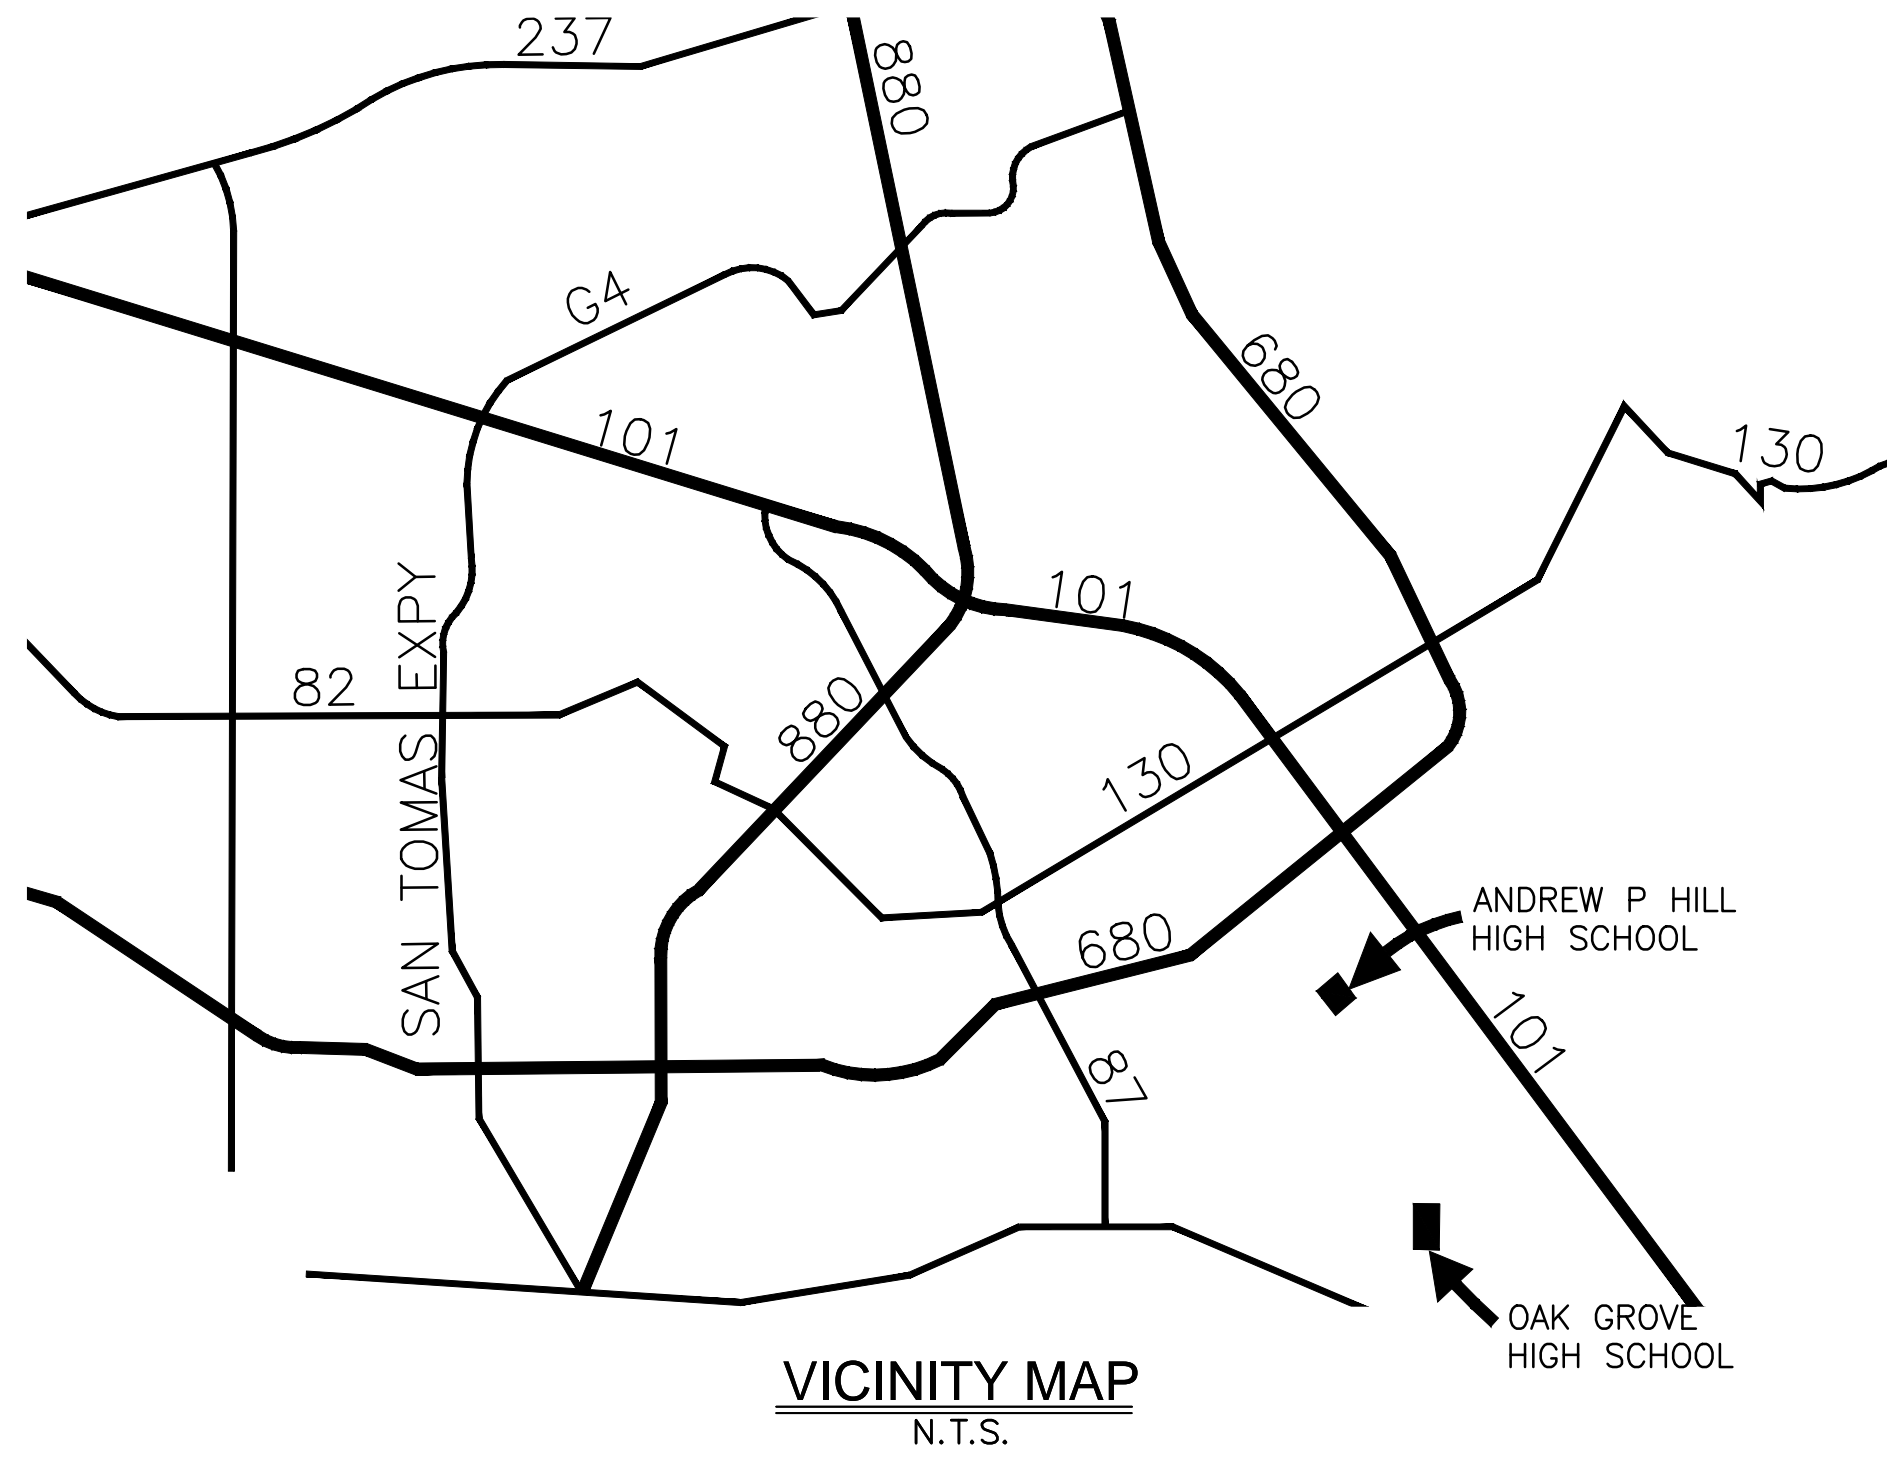 237
880
G4
680
101
130
101
SAN TOMAS EXPY
82
880
130
ANDREW P HILL
HIGH SCHOOL
680
101
87
OAK GROVE
HIGH SCHOOL
VICINITY MAP
N.T.S.